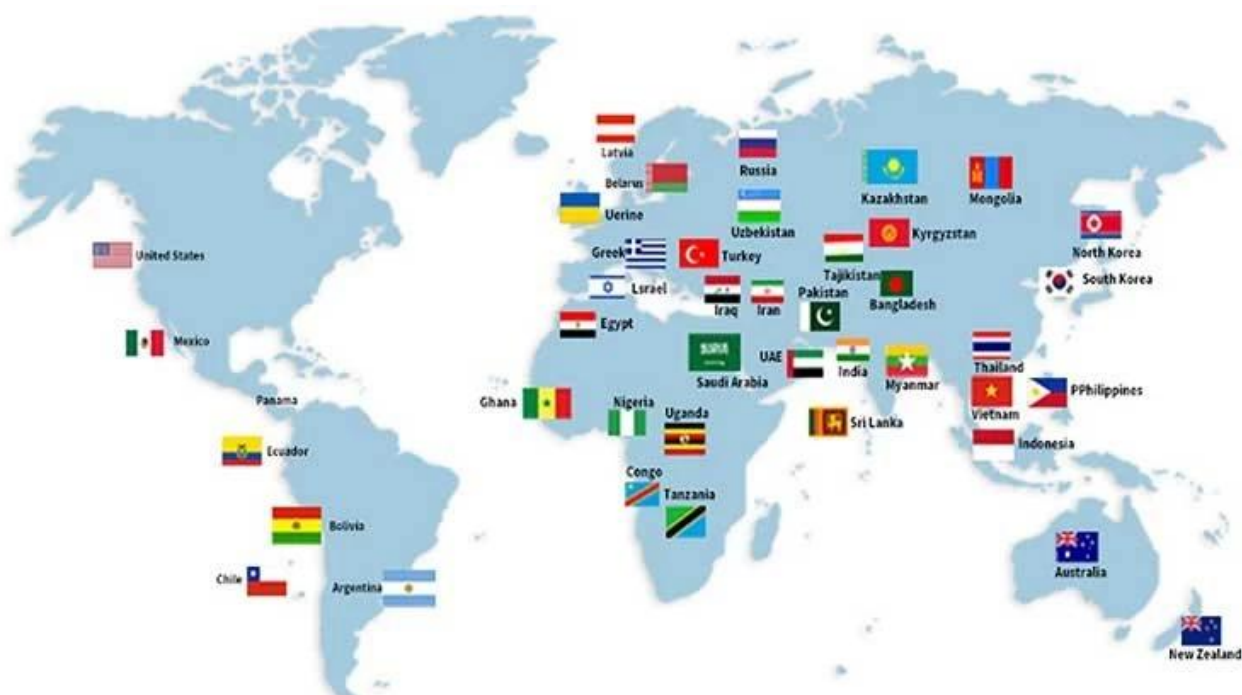 Latvia
Russia
Belarus
Kazakhstan
Mongolia
Uerine
Uzbekistan
Kyrgyzstan
North Korea
United States
Greek
Turkey
Tajikistan
South Korea
Lsrael
Iraq
Iran
Pakistan
Bangladesh
Egypt
Mexico
Saudi Arabia
UAE
India
Myanmar
Thailand
Panama
Ghana
Nigeria
Uganda
Sri Lanka
Vietnam
PPhilippines
Ecuador
Indonesia
Congo
Tanzania
Bolivia
Chile
Argentina
Australia
New Zealand